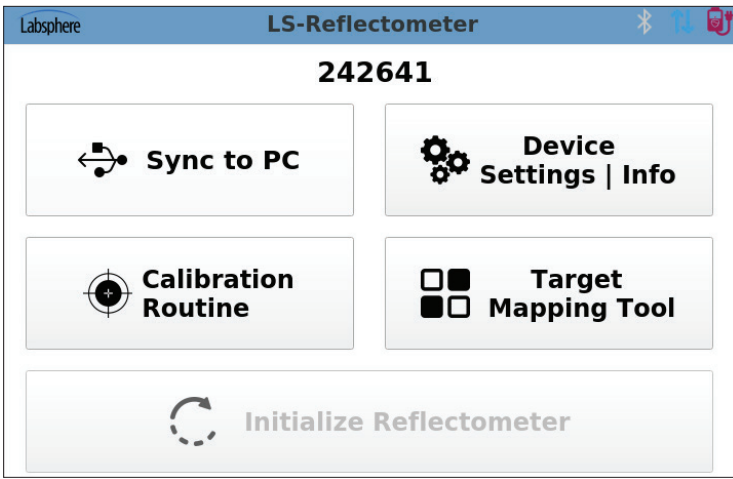 Labsphere
LS-Reflectometer
242641
Sync to PC
Device
Settings | Info
Calibration
Routine
Target
Mapping Tool
Initialize Reflectometer